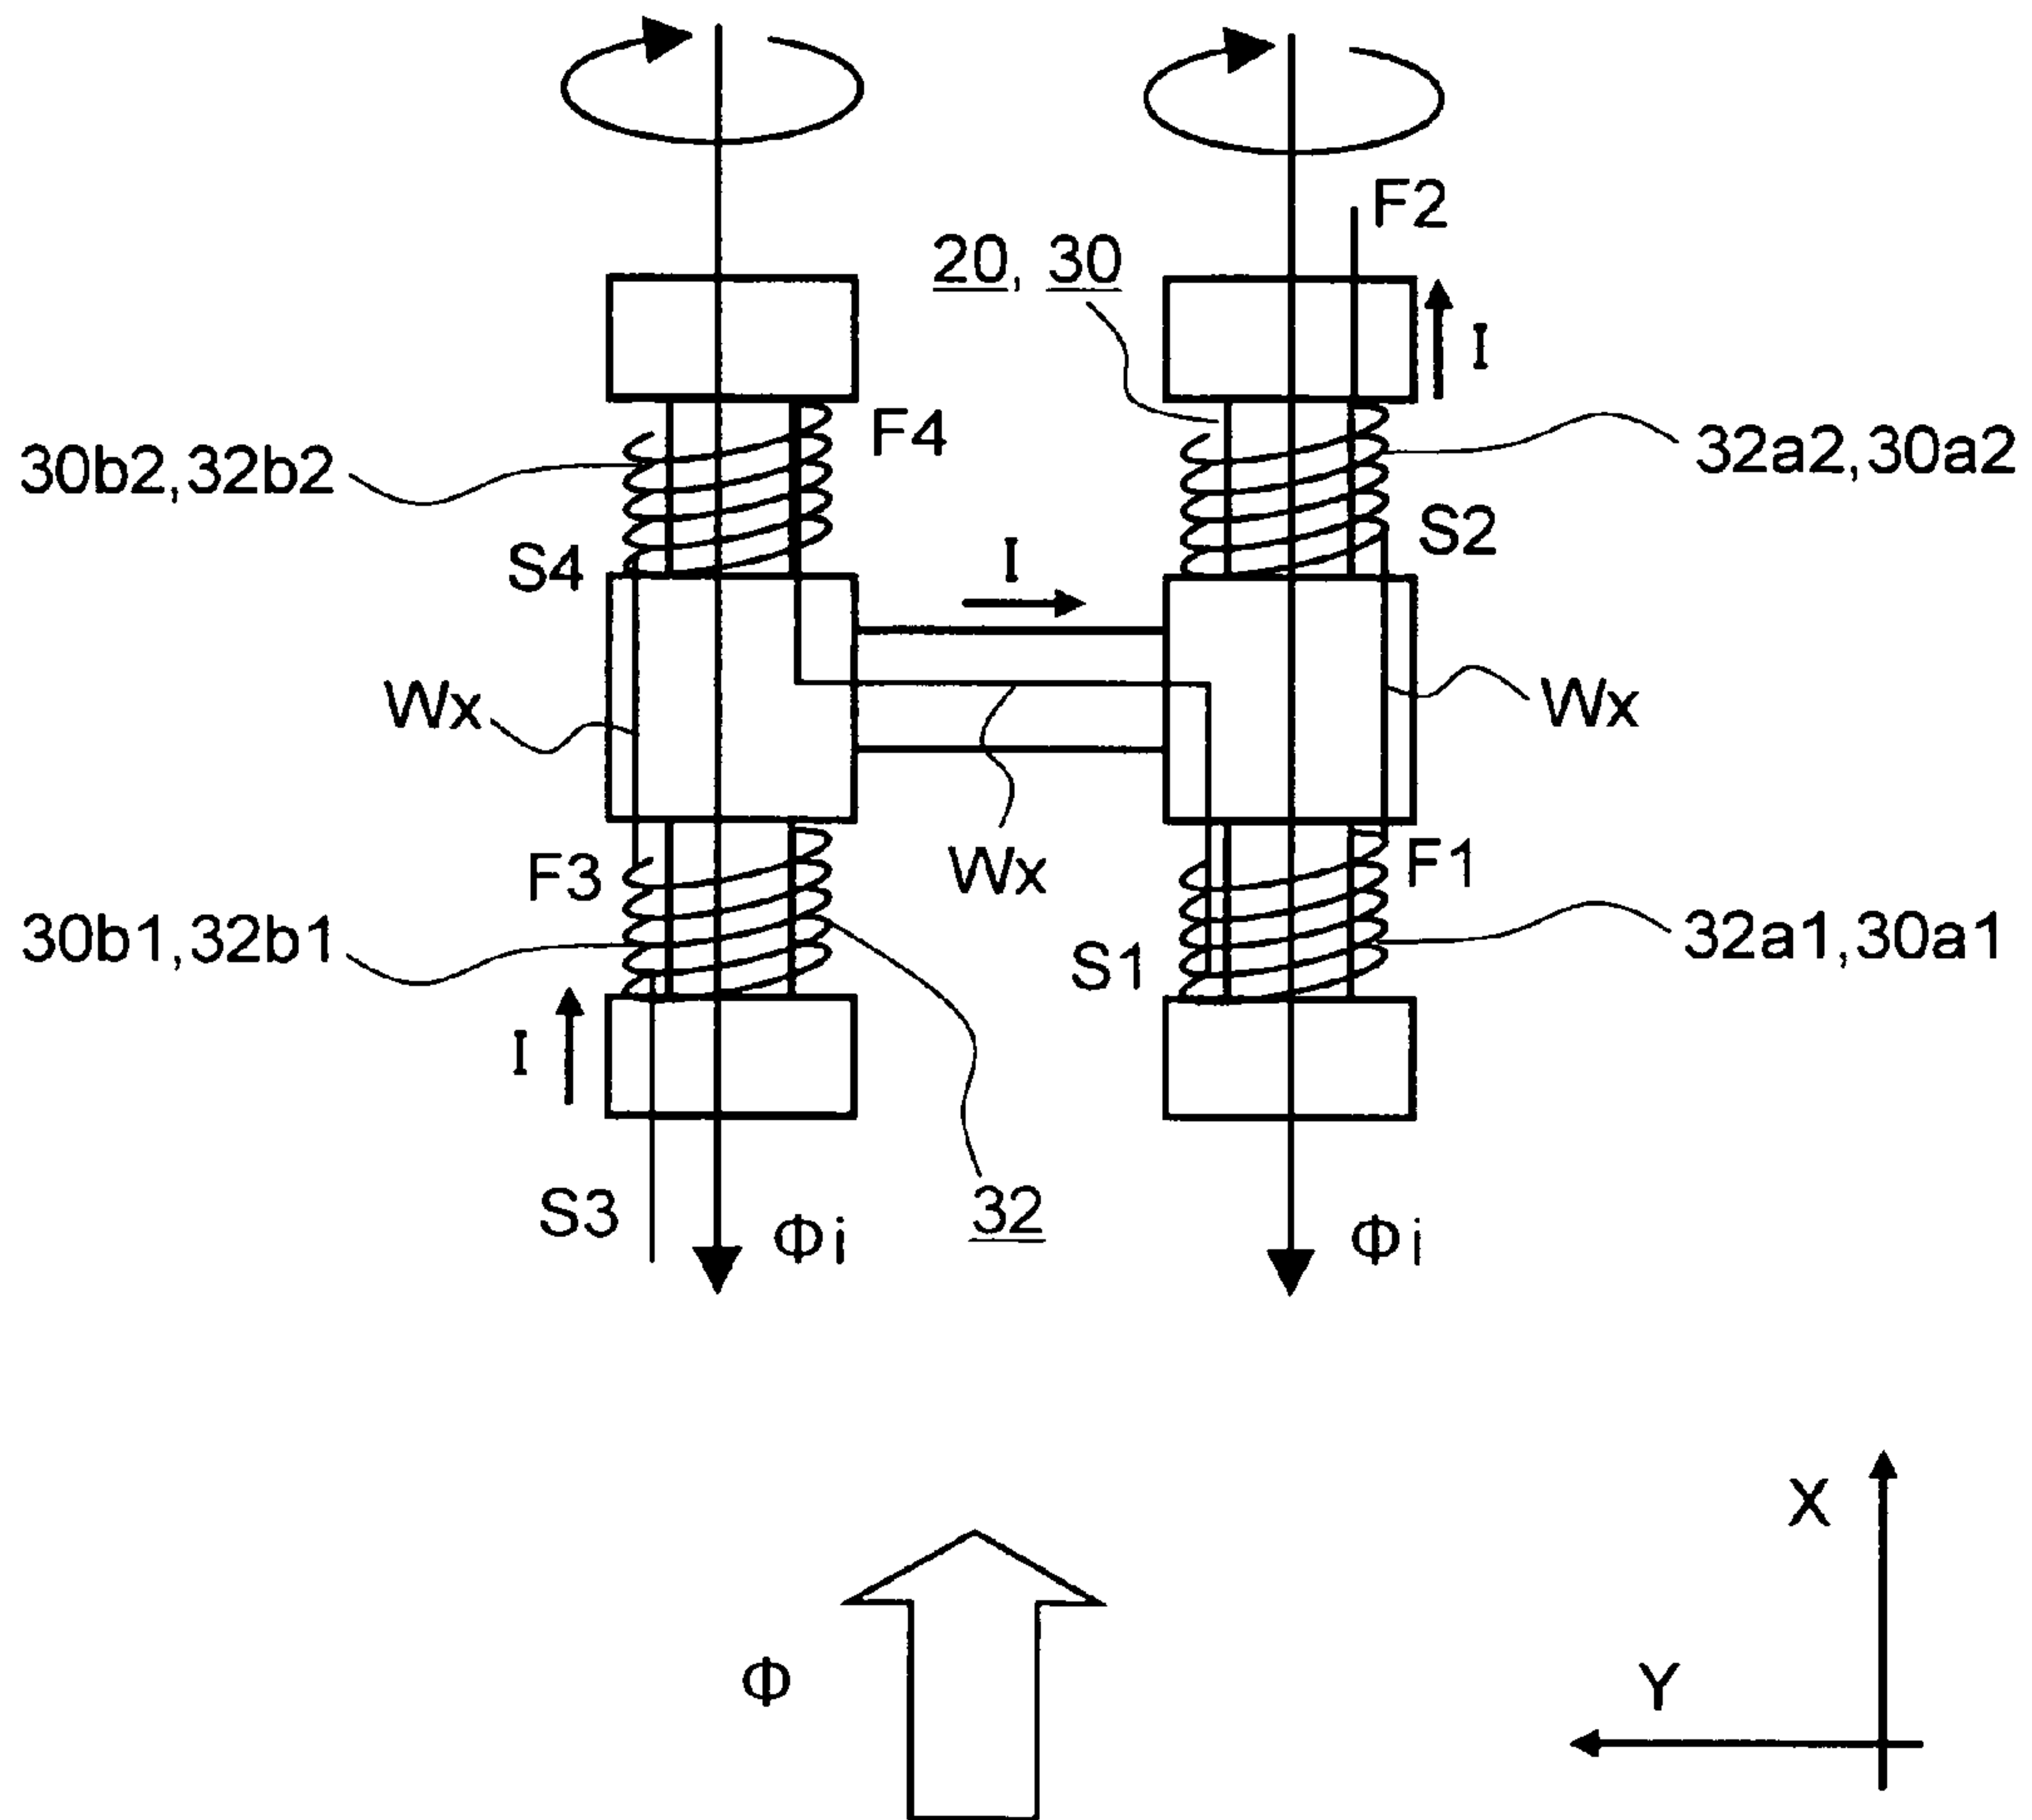 F2
20, 30
I
F4
30b2,32b2
32a2,30a2
S2
S4
I
Wx
Wx
Wx
F3
F1
30b1,32b1
S1
32a1,30a1
I
S3
Φi
32
Φi
X
Φ
Y